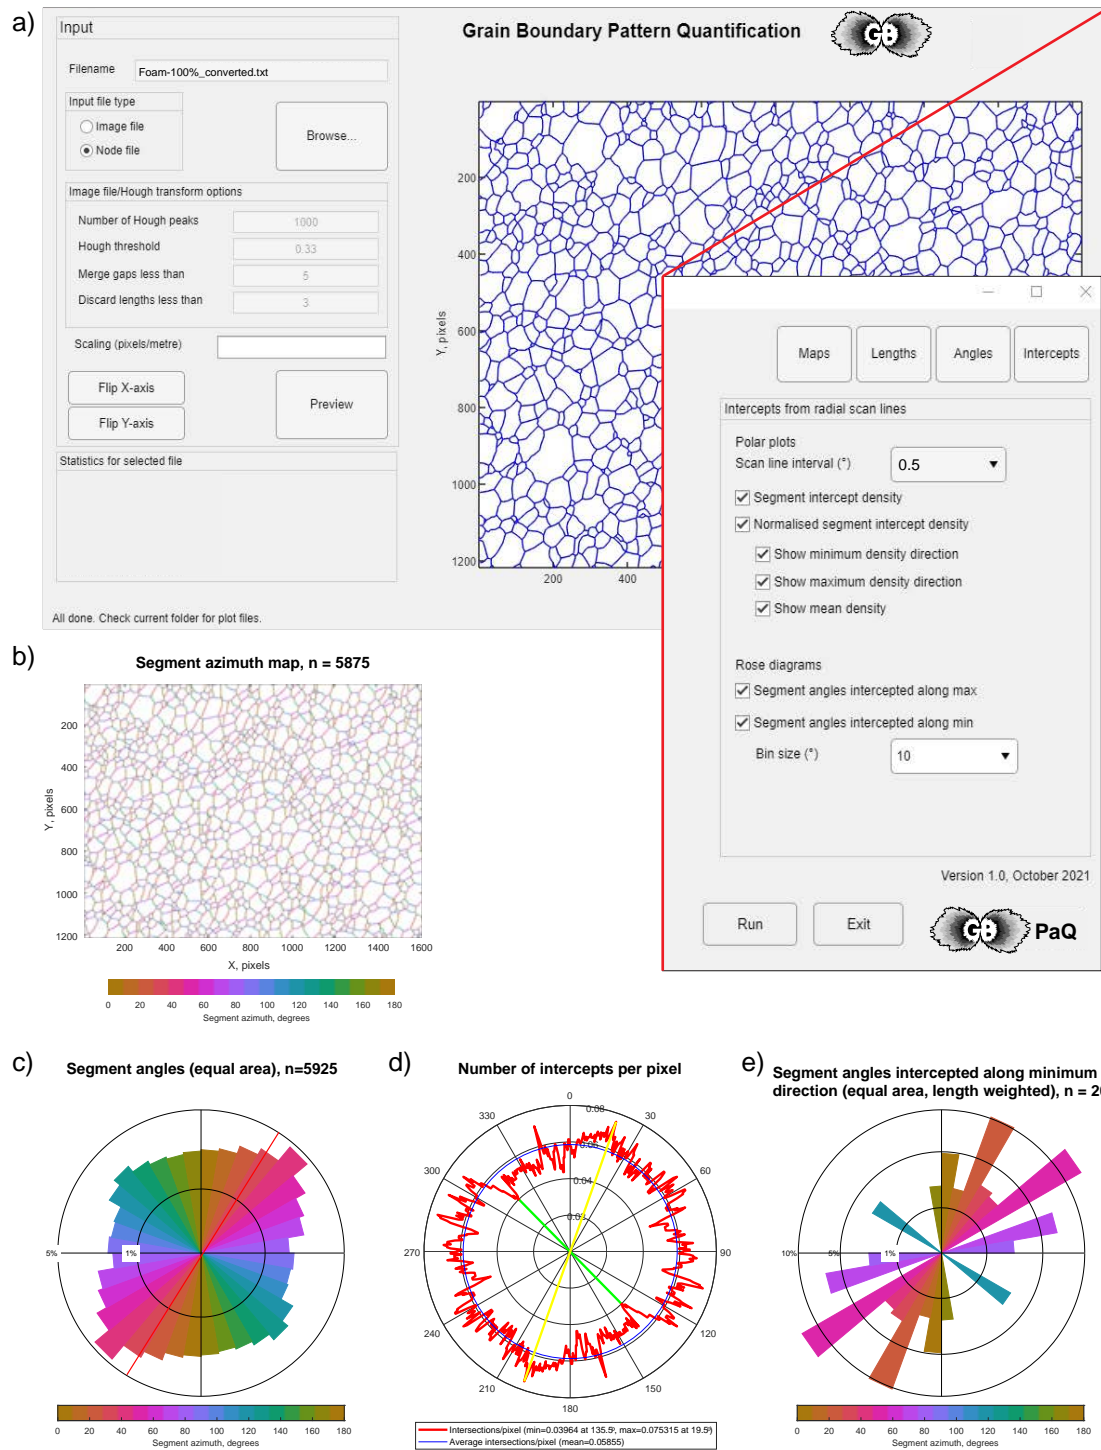 a)
Input
Grain Boundary Pattern Quantification
GB
Filename
Foam-100%_converted.txt
Input file type
Image file
Node file
Browse...
Image file/Hough transform options
Number of Hough peaks
1000
Hough threshold
0.33
Merge gaps less than
5
Discard lengths less than
3
Scaling (pixels/metre)
Flip X-axis
Flip Y-axis
Preview
Statistics for selected file
All done. Check current folder for plot files.
200
400
600
800
1000
1200
Y, pixels
200
400
Maps
Lengths
Angles
Intercepts
Intercepts from radial scan lines
Polar plots
Scan line interval (°)
0.5
Segment intercept density
Normalised segment intercept density
Show minimum density direction
Show maximum density direction
Show mean density
Rose diagrams
Segment angles intercepted along max
Segment angles intercepted along min
Bin size (°)
10
Version 1.0, October 2021
Run
Exit
GB PaQ
b)
Segment azimuth map, n = 5875
200
400
600
800
1000
1200
Y, pixels
200 400 600 800 1000 1200 1400 1600
X, pixels
0 20 40 60 80 100 120 140 160 180
Segment azimuth, degrees
c)
Segment angles (equal area), n=5925
5%
1%
0 20 40 60 80 100 120 140 160 180
Segment azimuth, degrees
d)
Number of intercepts per pixel
0
30
60
90
120
150
180
210
240
270
300
330
0.08
0.06
0.04
0.02
Intersections/pixel (min=0.03964 at 135.5°, max=0.075315 at 19.5°)
Average intersections/pixel (mean=0.05855)
e)
Segment angles intercepted along minimum
direction (equal area, length weighted), n = 20
10%
5%
1%
0 20 40 60 80 100 120 140 160 180
Segment azimuth, degrees